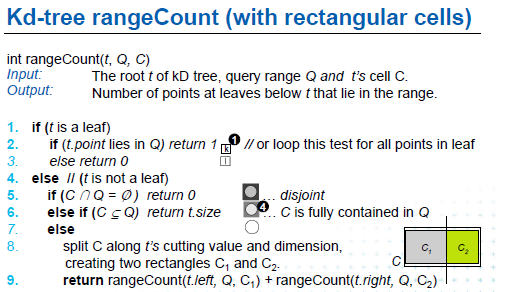 Kd-tree rangeCount (with rectangular cells)
int rangeCount(t, Q, C)
Input: The root t of kD tree, query range Q and t's cell C.
Output: Number of points at leaves below t that lie in the range.
1. if (t is a leaf)
2. if (t.point lies in Q) return 1 k 1 // or loop this test for all points in leaf
3. else return 0
4. else // (t is not a leaf)
5. if (C ∩ Q = Ø) return 0 ... disjoint
6. else if (C ⊆ Q) return t.size 4 ... C is fully contained in Q
7. else
8. split C along t's cutting value and dimension,
creating two rectangles C₁ and C₂.
9. return rangeCount(t.left, Q, C₁) + rangeCount(t.right, Q, C₂)
C C₁ C₂